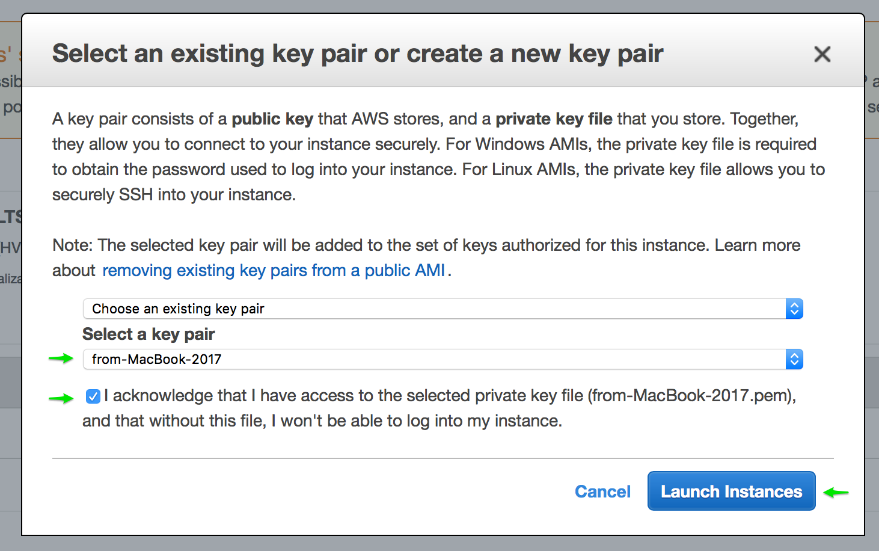 Select an existing key pair or create a new key pair
A key pair consists of a public key that AWS stores, and a private key file that you store. Together,
they allow you to connect to your instance securely. For Windows AMIs, the private key file is required
to obtain the password used to log into your instance. For Linux AMIs, the private key file allows you to
securely SSH into your instance.
Note: The selected key pair will be added to the set of keys authorized for this instance. Learn more
about removing existing key pairs from a public AMI.
Choose an existing key pair
Select a key pair
from-MacBook-2017
I acknowledge that I have access to the selected private key file (from-MacBook-2017.pem),
and that without this file, I won't be able to log into my instance.
Cancel Launch Instances